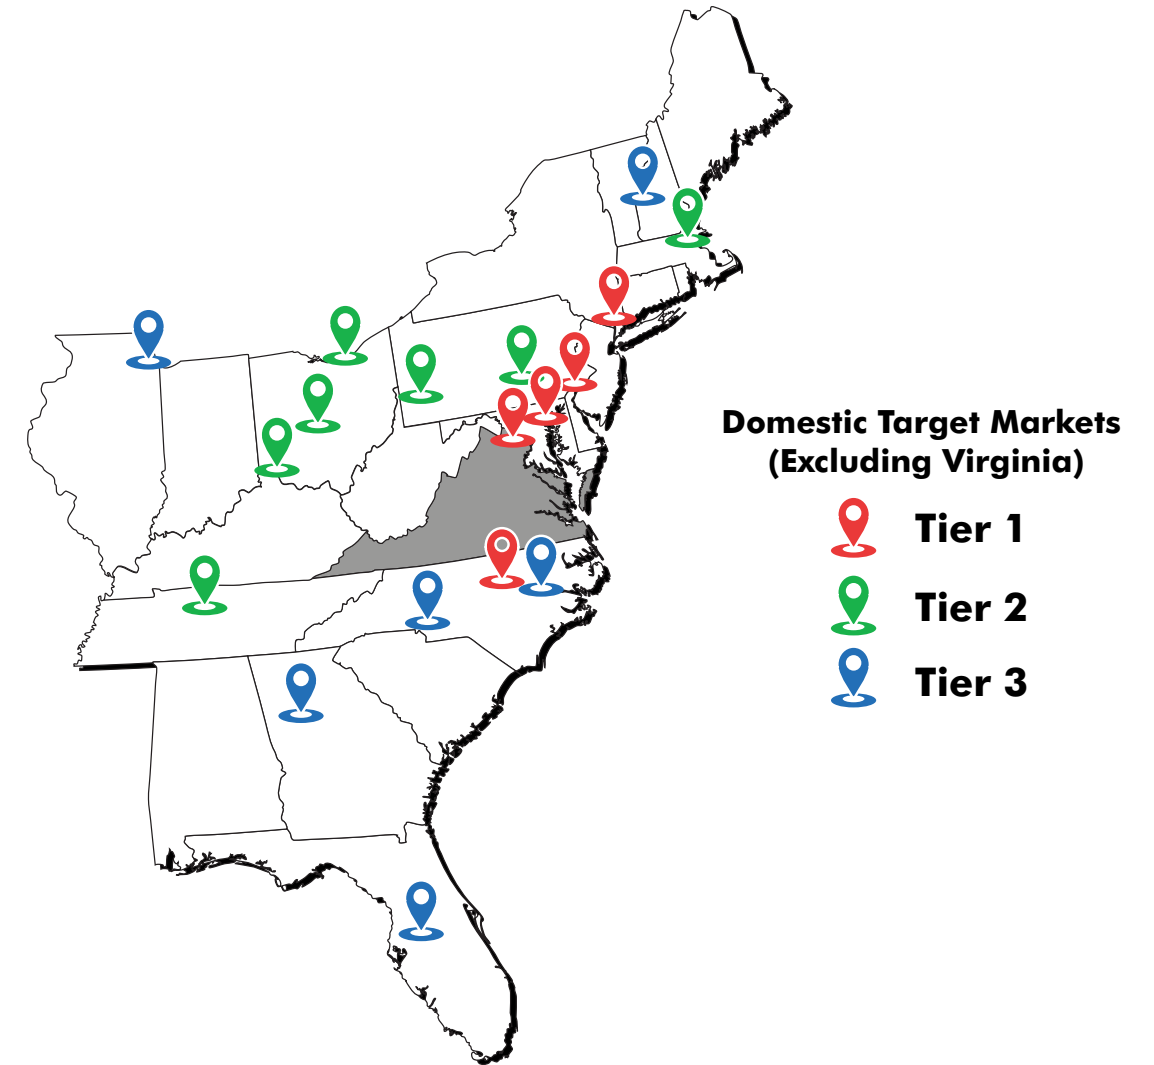 Domestic Target Markets
(Excluding Virginia)
Tier 1
Tier 2
Tier 3